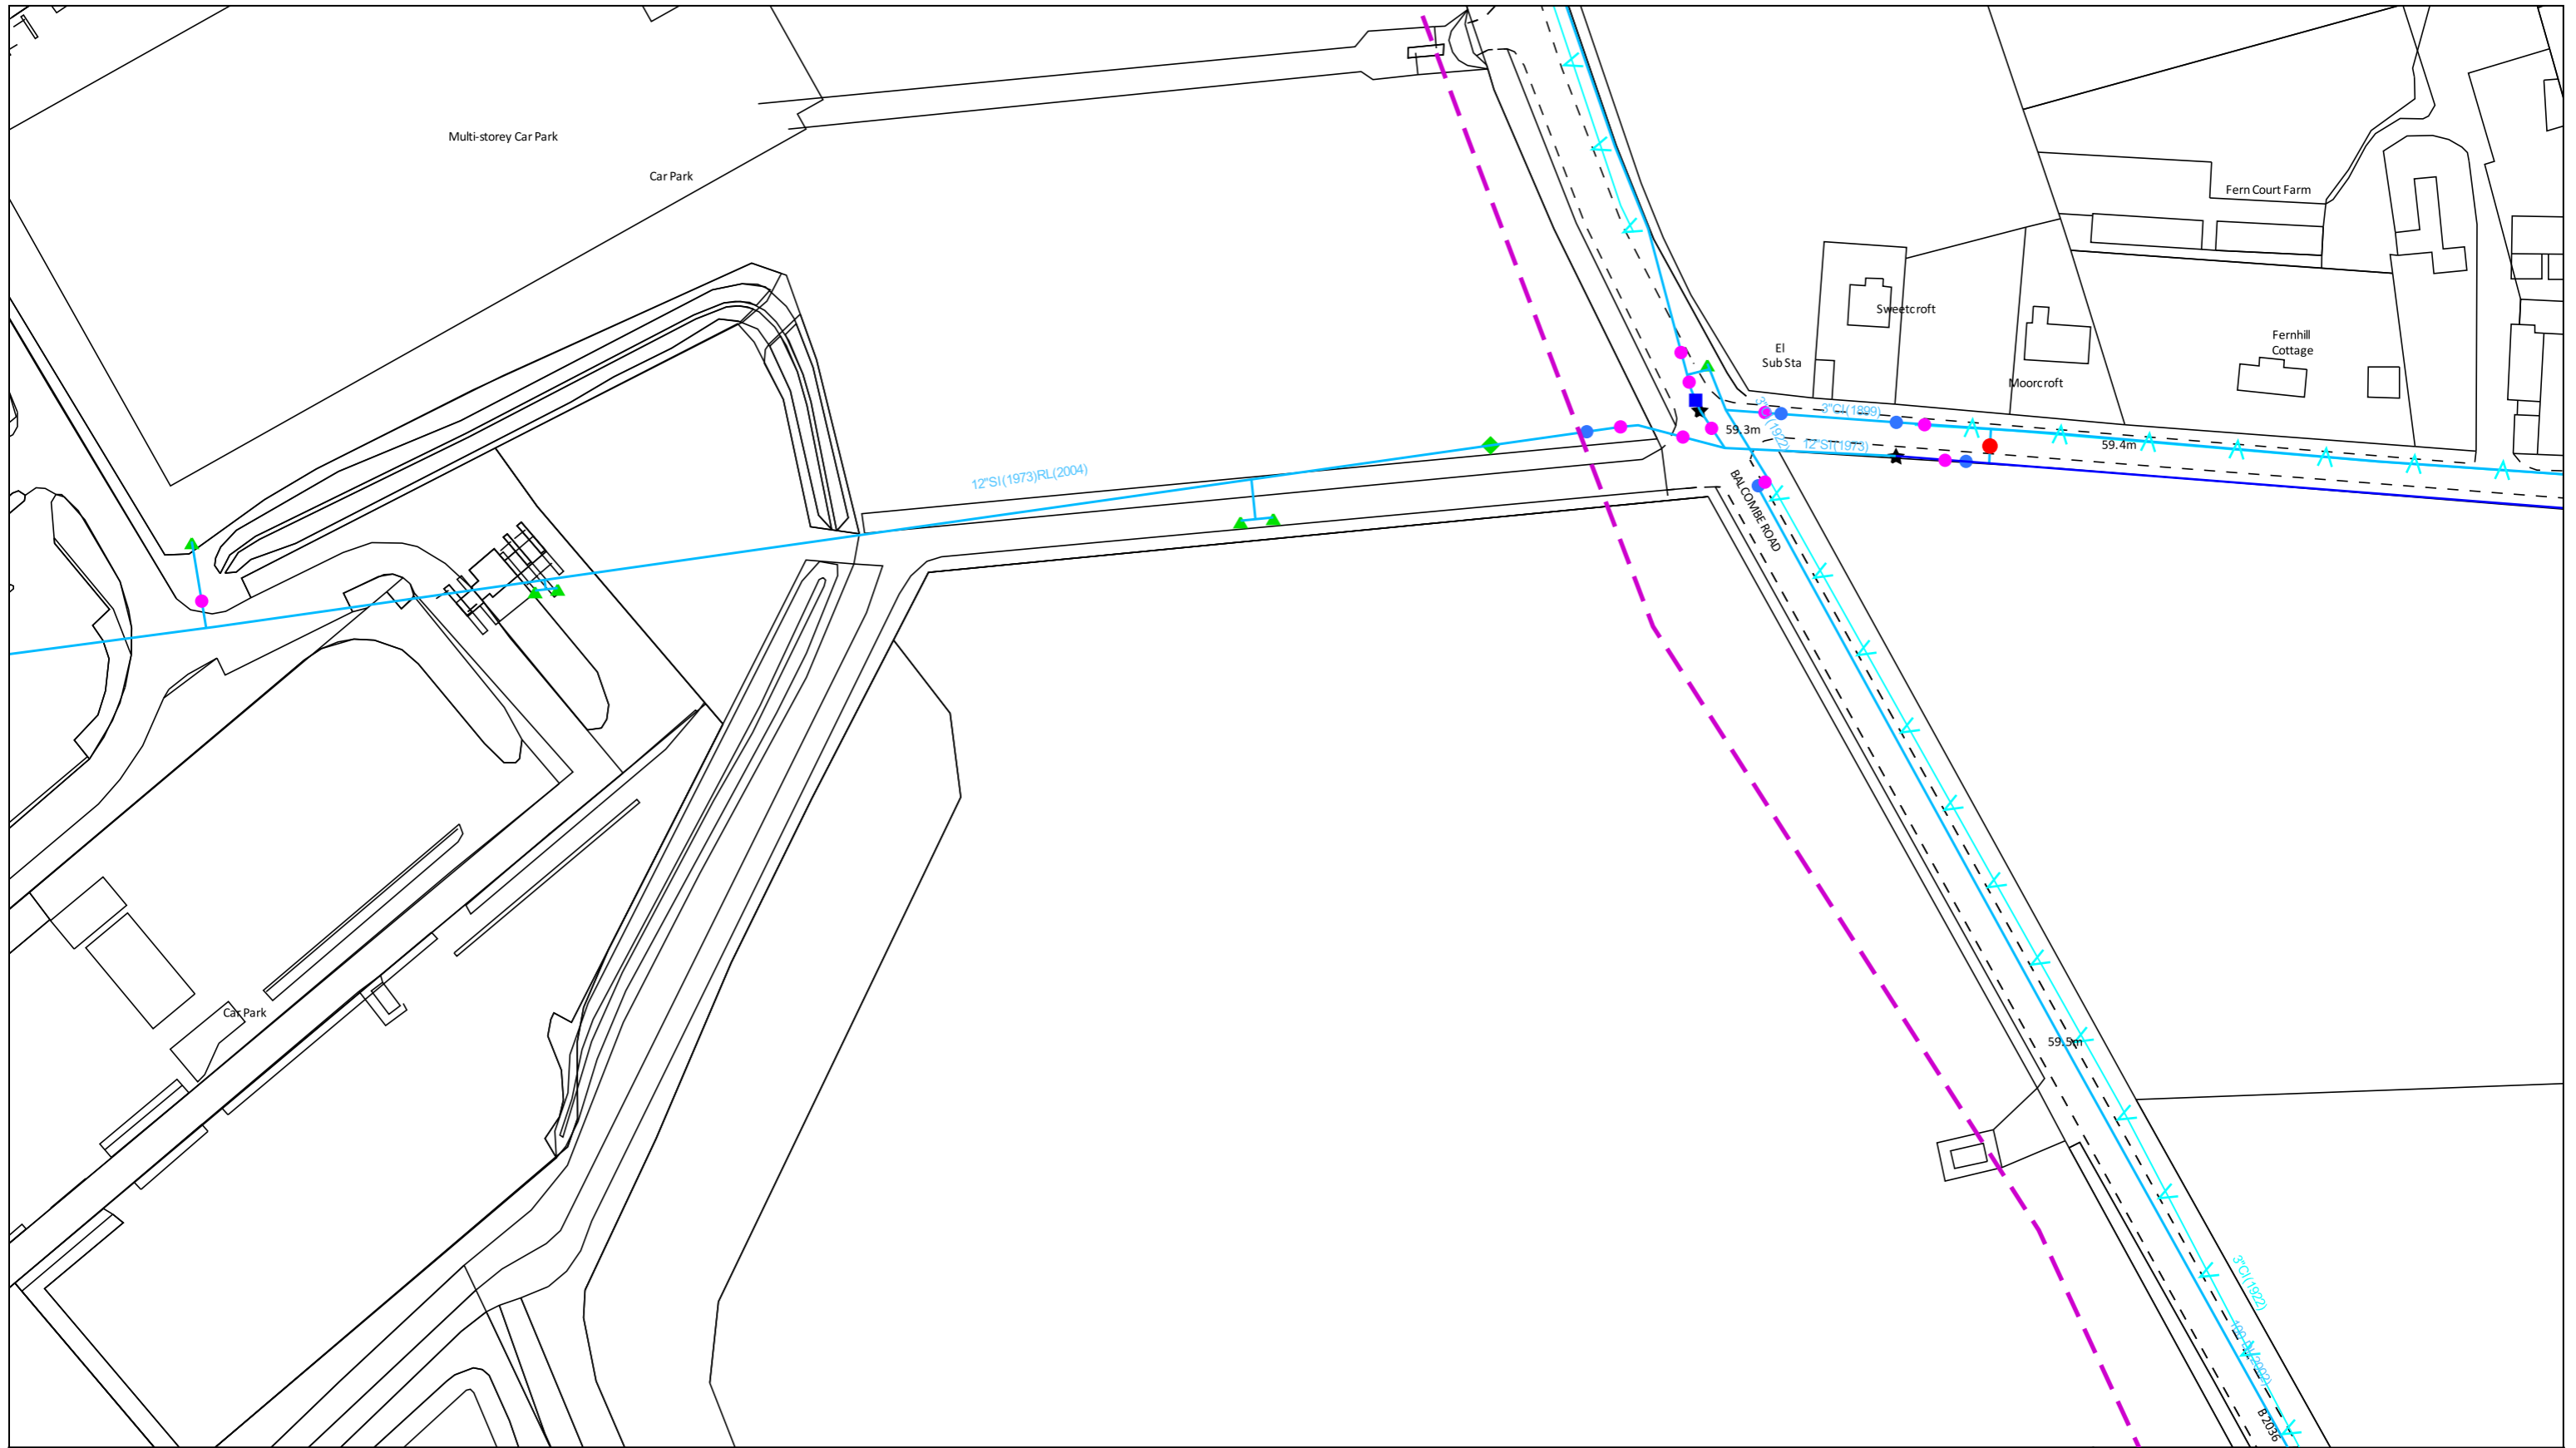 Multi-storey Car Park
Car Park
Fern Court Farm
Sweetcroft
Fernhill
Cottage
El
Sub Sta
Moorcroft
3"CI(1899)
59.3m
12"SI(1973)
59.4m
12"SI(1973)RL(2004)
BALCOMBE ROAD
Car Park
59.5m
3"CI(1922)
B 2036